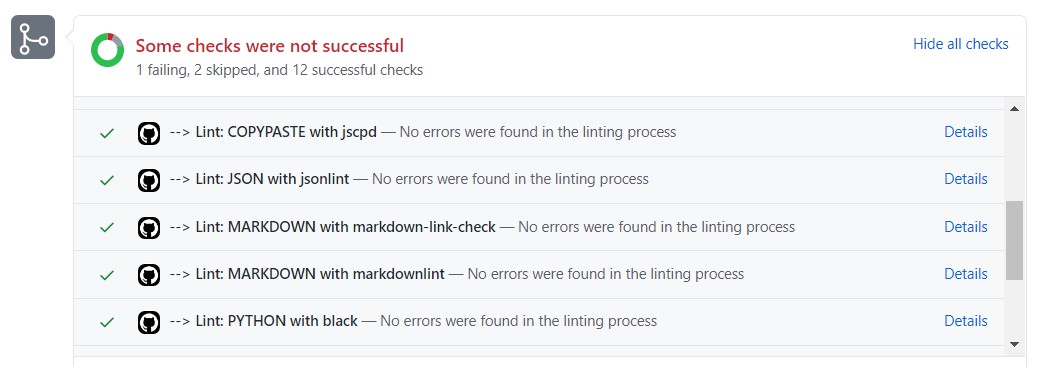 Some checks were not successful
Hide all checks
1 failing, 2 skipped, and 12 successful checks
--> Lint: COPYPASTE with jscpd — No errors were found in the linting process
Details
--> Lint: JSON with jsonlint — No errors were found in the linting process
Details
--> Lint: MARKDOWN with markdown-link-check — No errors were found in the linting process
Details
--> Lint: MARKDOWN with markdownlint — No errors were found in the linting process
Details
--> Lint: PYTHON with black — No errors were found in the linting process
Details